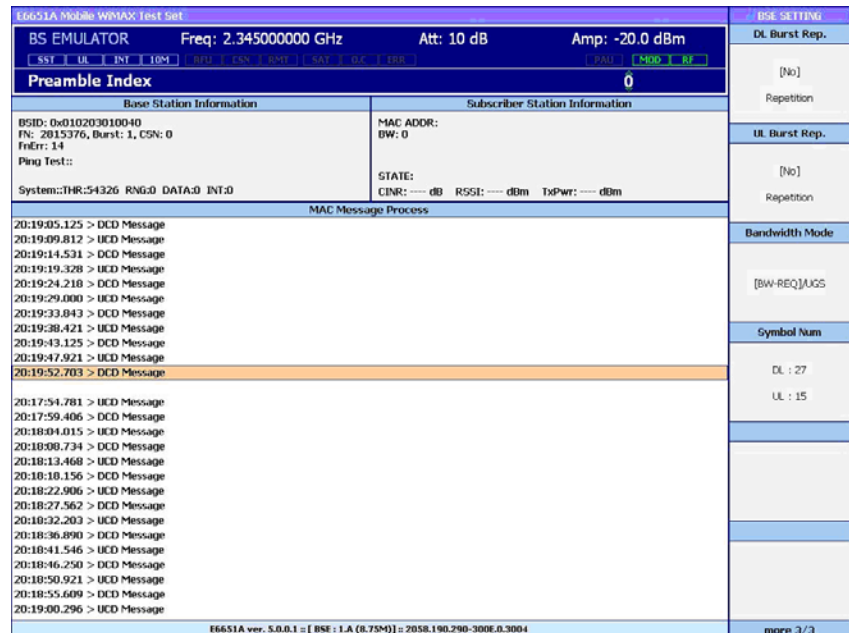 E6651A Mobile WiMAX Test Set
BS EMULATOR Freq: 2.345000000 GHz Att: 10 dB Amp: -20.0 dBm
SST UL INT 10M RFU CSN RMT SAT O.C ERR PAU MOD RF
Preamble Index 0
Base Station Information
BSID: 0x010203010040
FN: 2815376, Burst: 1, CSN: 0
FnErr: 14
Ping Test::
System::THR:54326 RNG:0 DATA:0 INT:0
Subscriber Station Information
MAC ADDR:
BW: 0
STATE:
CINR: ---- dB RSSI: ---- dBm TxPwr: ---- dBm
MAC Message Process
20:19:05.125 > DCD Message
20:19:09.812 > UCD Message
20:19:14.531 > DCD Message
20:19:19.328 > UCD Message
20:19:24.218 > DCD Message
20:19:29.000 > UCD Message
20:19:33.843 > DCD Message
20:19:38.421 > UCD Message
20:19:43.125 > DCD Message
20:19:47.921 > UCD Message
20:19:52.703 > DCD Message
20:17:54.781 > UCD Message
20:17:59.406 > DCD Message
20:18:04.015 > UCD Message
20:18:08.734 > DCD Message
20:18:13.468 > UCD Message
20:18:18.156 > DCD Message
20:18:22.906 > UCD Message
20:18:27.562 > DCD Message
20:18:32.203 > UCD Message
20:18:36.890 > DCD Message
20:18:41.546 > UCD Message
20:18:46.250 > DCD Message
20:18:50.921 > UCD Message
20:18:55.609 > DCD Message
20:19:00.296 > UCD Message
E6651A ver. 5.0.0.1 :: [ BSE : 1.A (8.75M)] :: 2058.190.290-300E.0.3004
BSE SETTING
DL Burst Rep.
[No]
Repetition
UL Burst Rep.
[No]
Repetition
Bandwidth Mode
[BW-REQ]/UGS
Symbol Num
DL : 27
UL : 15
more 3/3